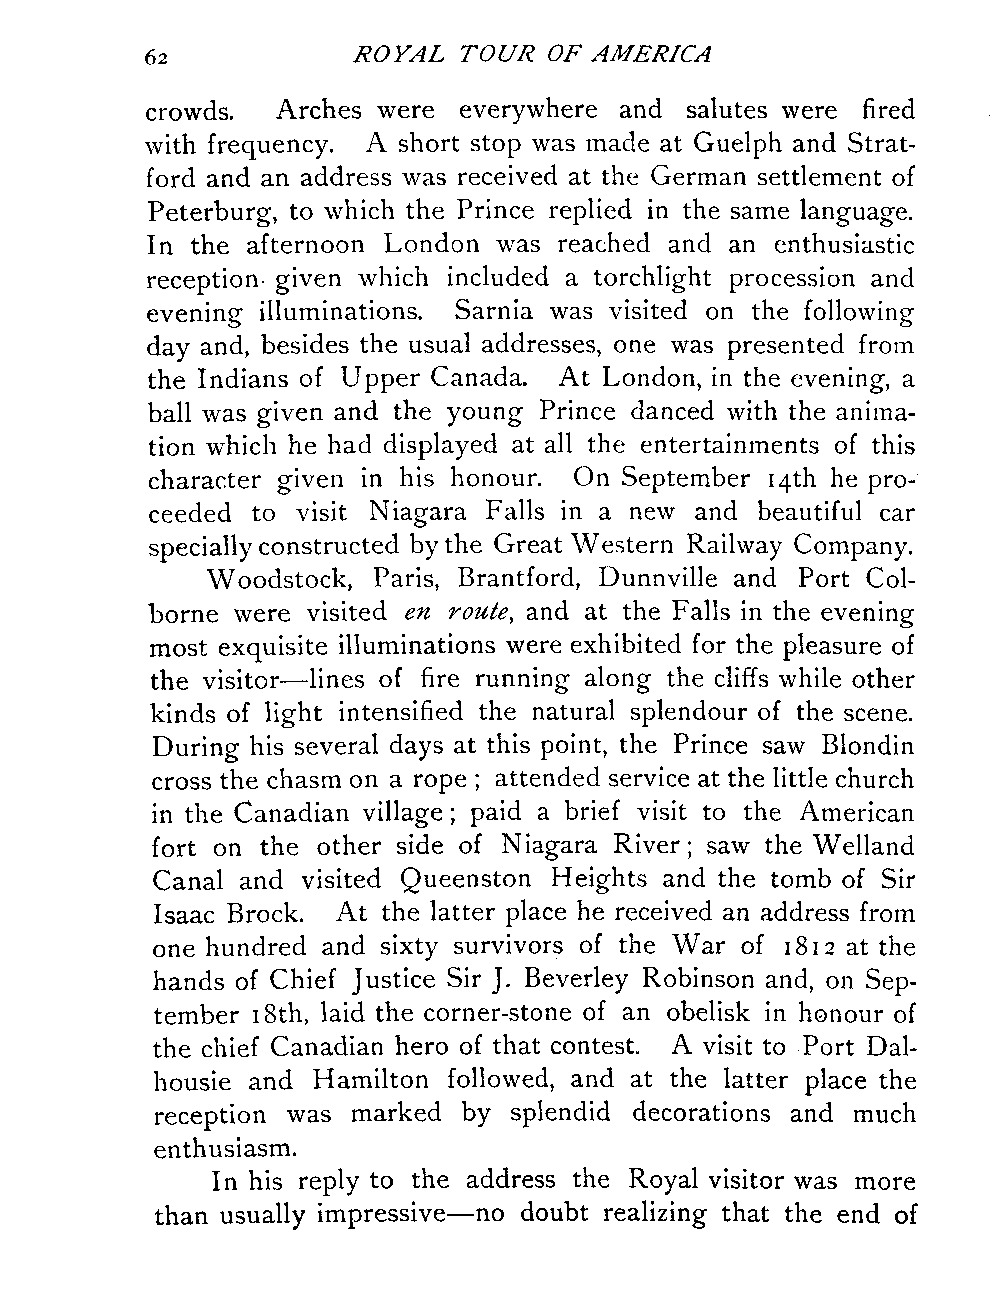 62 ROYAL TOUR OF AMERICA
crowds. Arches were everywhere and salutes were fired
with frequency. A short stop was made at Guelph and Strat-
ford and an address was received at the German settlement of
Peterburg, to which the Prince replied in the same language.
In the afternoon London was reached and an enthusiastic
reception given which included a torchlight procession and
evening illuminations. Sarnia was visited on the following
day and, besides the usual addresses, one was presented from
the Indians of Upper Canada. At London, in the evening, a
ball was given and the young Prince danced with the anima-
tion which he had displayed at all the entertainments of this
character given in his honour. On September 14th he pro-
ceeded to visit Niagara Falls in a new and beautiful car
specially constructed by the Great Western Railway Company.
Woodstock, Paris, Brantford, Dunnville and Port Col-
borne were visited en route, and at the Falls in the evening
most exquisite illuminations were exhibited for the pleasure of
the visitor—lines of fire running along the cliffs while other
kinds of light intensified the natural splendour of the scene.
During his several days at this point, the Prince saw Blondin
cross the chasm on a rope ; attended service at the little church
in the Canadian village ; paid a brief visit to the American
fort on the other side of Niagara River ; saw the Welland
Canal and visited Queenston Heights and the tomb of Sir
Isaac Brock. At the latter place he received an address from
one hundred and sixty survivors of the War of 1812 at the
hands of Chief Justice Sir J. Beverley Robinson and, on Sep-
tember 18th, laid the corner-stone of an obelisk in honour of
the chief Canadian hero of that contest. A visit to Port Dal-
housie and Hamilton followed, and at the latter place the
reception was marked by splendid decorations and much
enthusiasm.
In his reply to the address the Royal visitor was more
than usually impressive—no doubt realizing that the end of